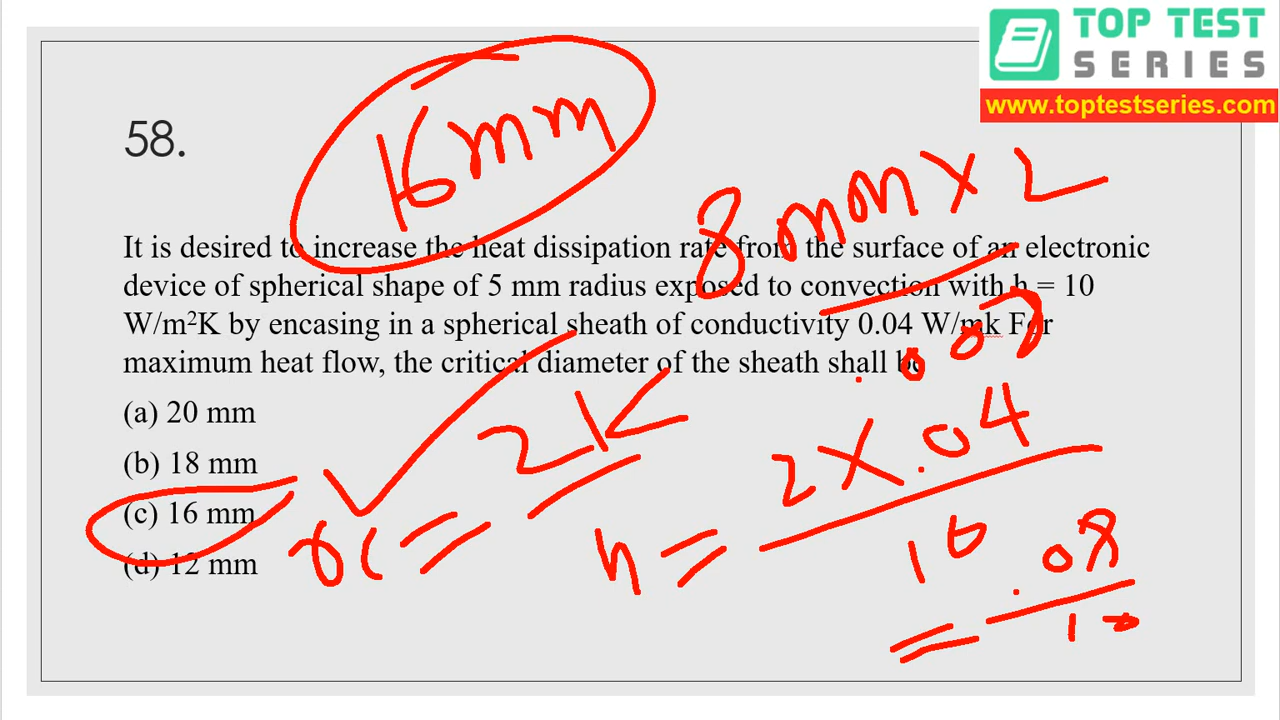 TOP TEST
SERIES
www.toptestseries.com
58.
16mm
8mm×2
It is desired to increase the heat dissipation rate from the surface of an electronic
device of spherical shape of 5 mm radius exposed to convection with h = 10
W/m²K by encasing in a spherical sheath of conductivity 0.04 W/mk For
maximum heat flow, the critical diameter of the sheath shall be
.008
(a) 20 mm
(b) 18 mm
(c) 16 mm
(d) 12 mm
rc = 2K
h = 2×.04
10
= .08
10